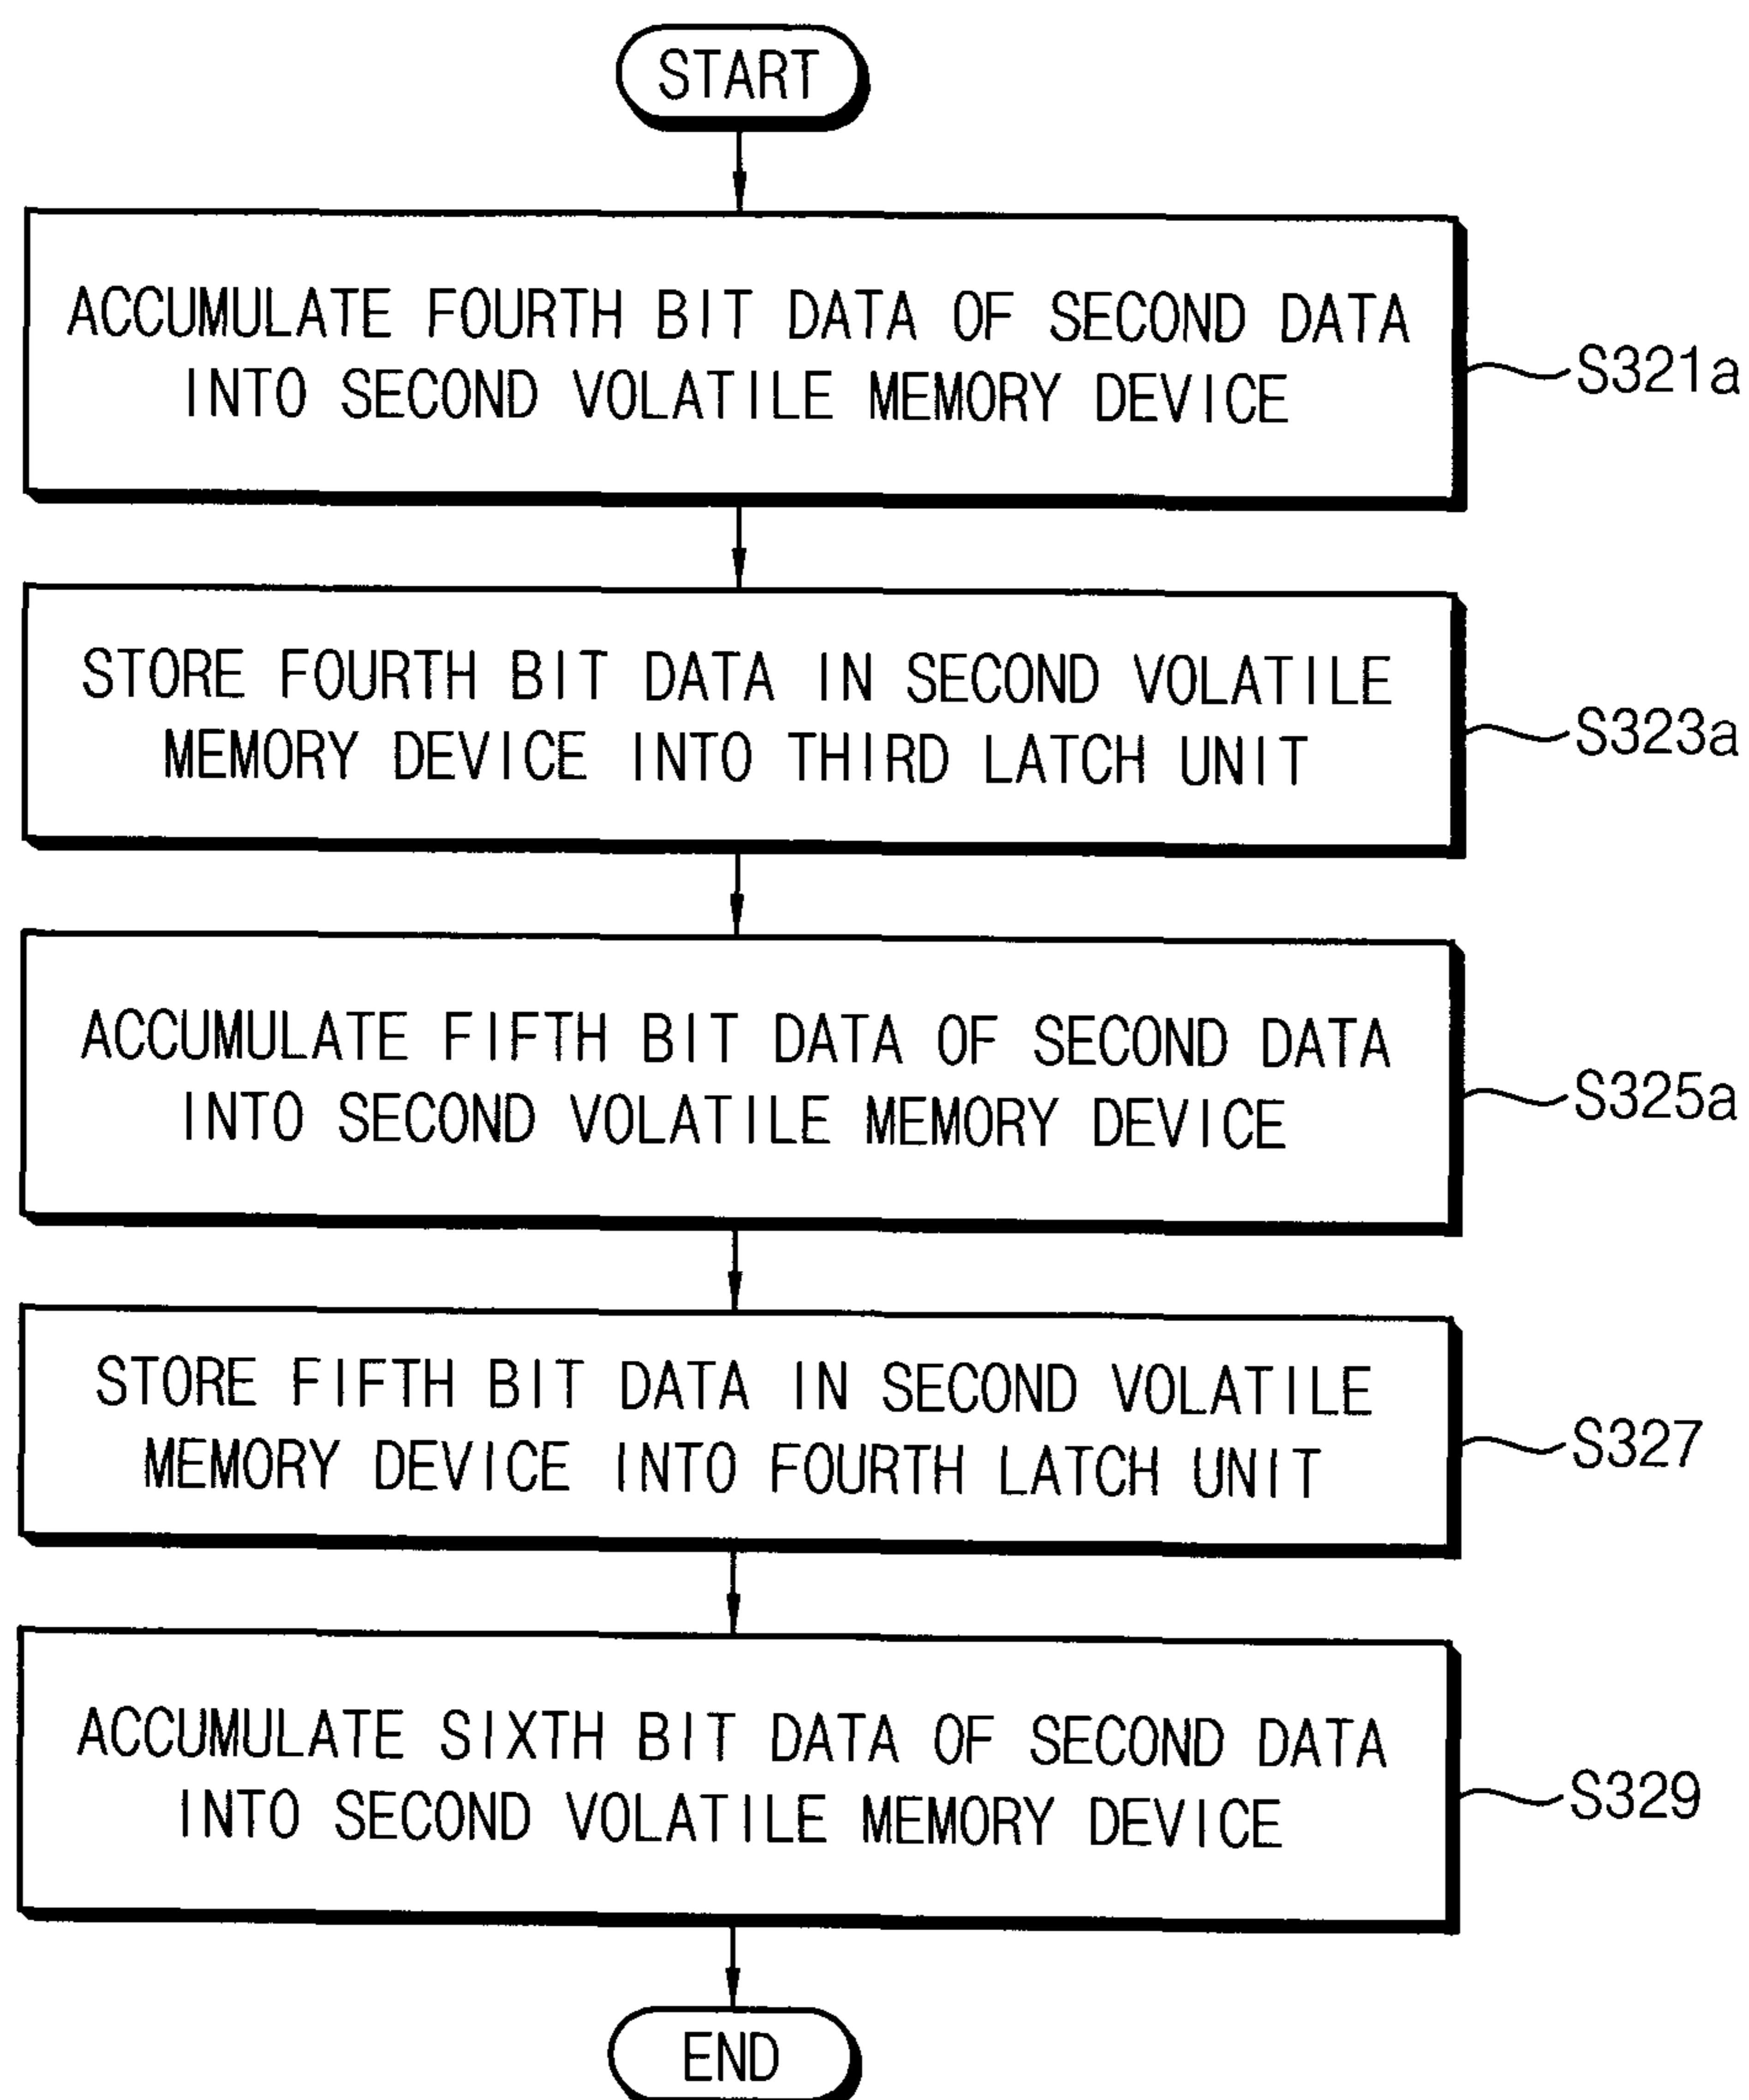 START
ACCUMULATE FOURTH BIT DATA OF SECOND DATA
INTO SECOND VOLATILE MEMORY DEVICE
S321a
STORE FOURTH BIT DATA IN SECOND VOLATILE
MEMORY DEVICE INTO THIRD LATCH UNIT
S323a
ACCUMULATE FIFTH BIT DATA OF SECOND DATA
INTO SECOND VOLATILE MEMORY DEVICE
S325a
STORE FIFTH BIT DATA IN SECOND VOLATILE
MEMORY DEVICE INTO FOURTH LATCH UNIT
S327
ACCUMULATE SIXTH BIT DATA OF SECOND DATA
INTO SECOND VOLATILE MEMORY DEVICE
S329
END